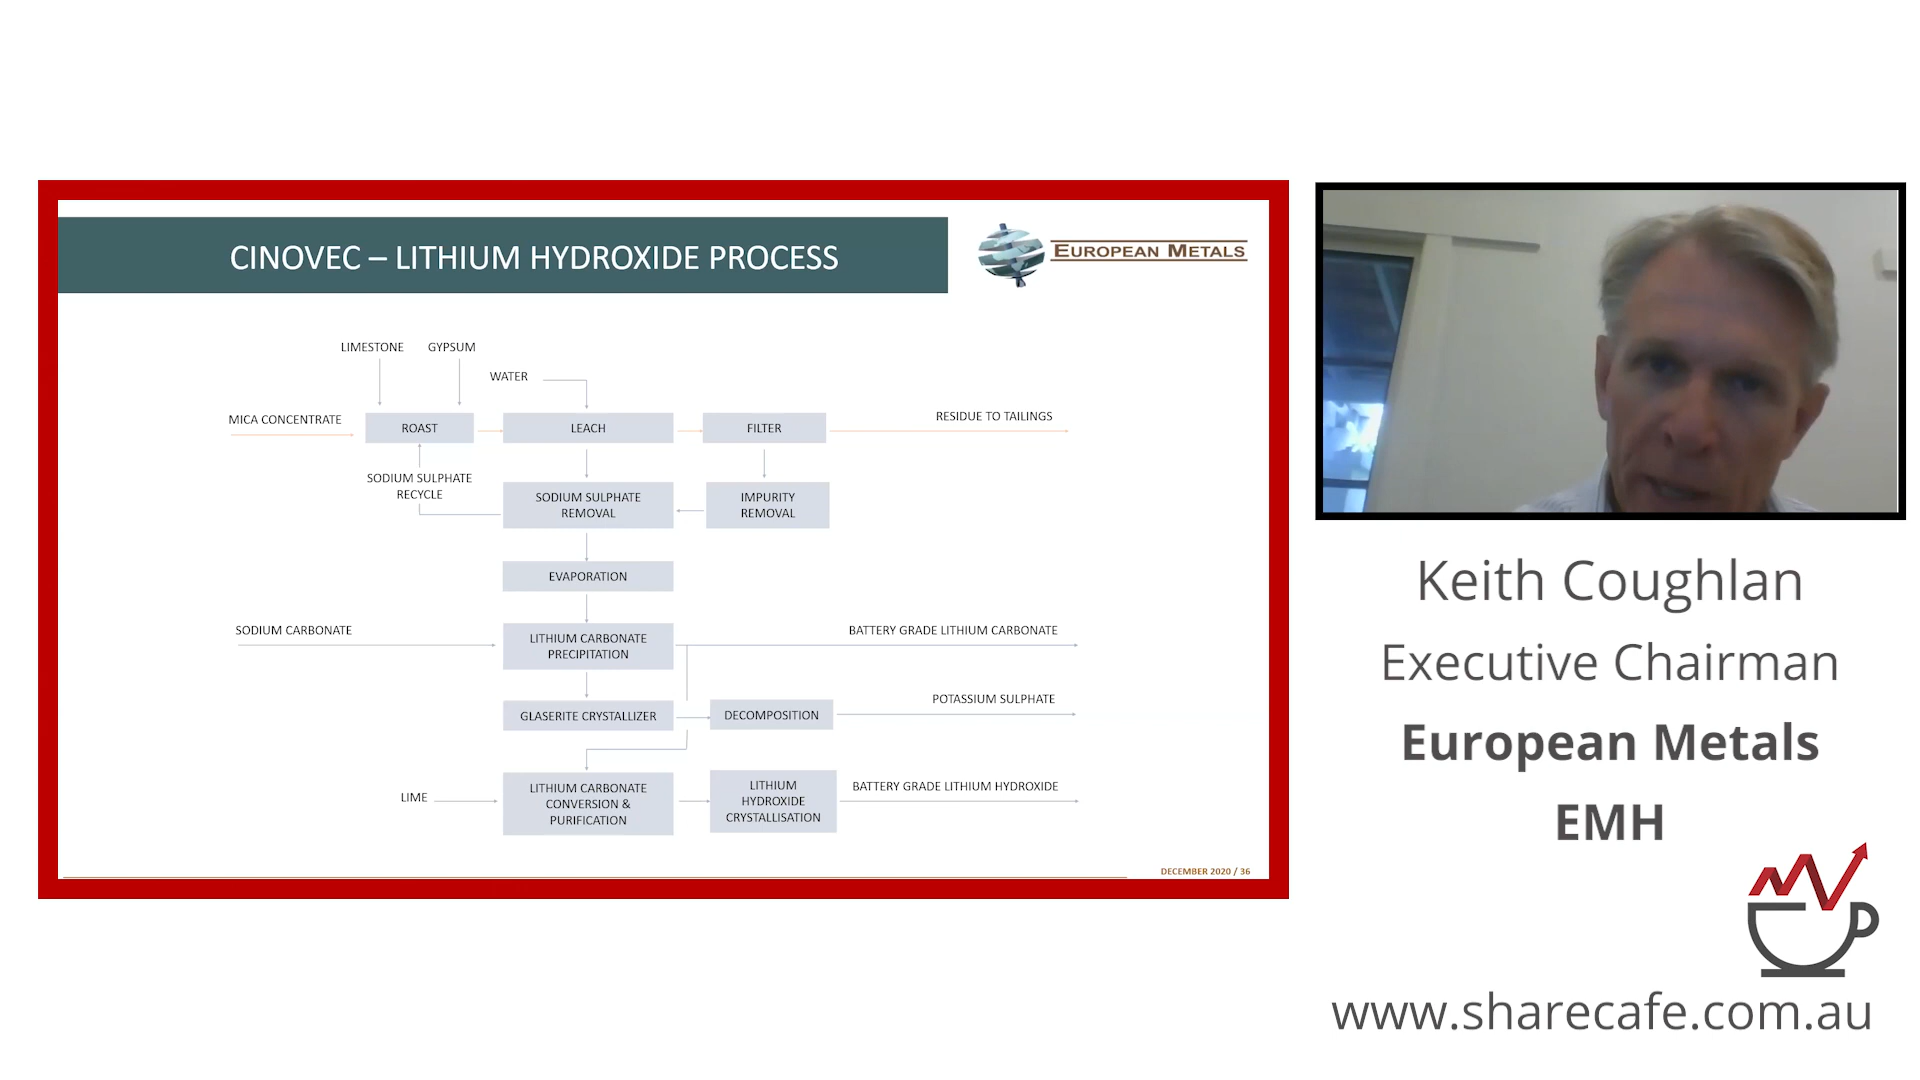 CINOVEC – LITHIUM HYDROXIDE PROCESS
EUROPEAN METALS
LIMESTONE
GYPSUM
WATER
MICA CONCENTRATE
ROAST
LEACH
FILTER
RESIDUE TO TAILINGS
SODIUM SULPHATE
RECYCLE
SODIUM SULPHATE
REMOVAL
IMPURITY
REMOVAL
EVAPORATION
SODIUM CARBONATE
LITHIUM CARBONATE
PRECIPITATION
BATTERY GRADE LITHIUM CARBONATE
GLASERITE CRYSTALLIZER
DECOMPOSITION
POTASSIUM SULPHATE
LIME
LITHIUM CARBONATE
CONVERSION &
PURIFICATION
LITHIUM
HYDROXIDE
CRYSTALLISATION
BATTERY GRADE LITHIUM HYDROXIDE
DECEMBER 2020 / 36
Keith Coughlan
Executive Chairman
European Metals
EMH
www.sharecafe.com.au